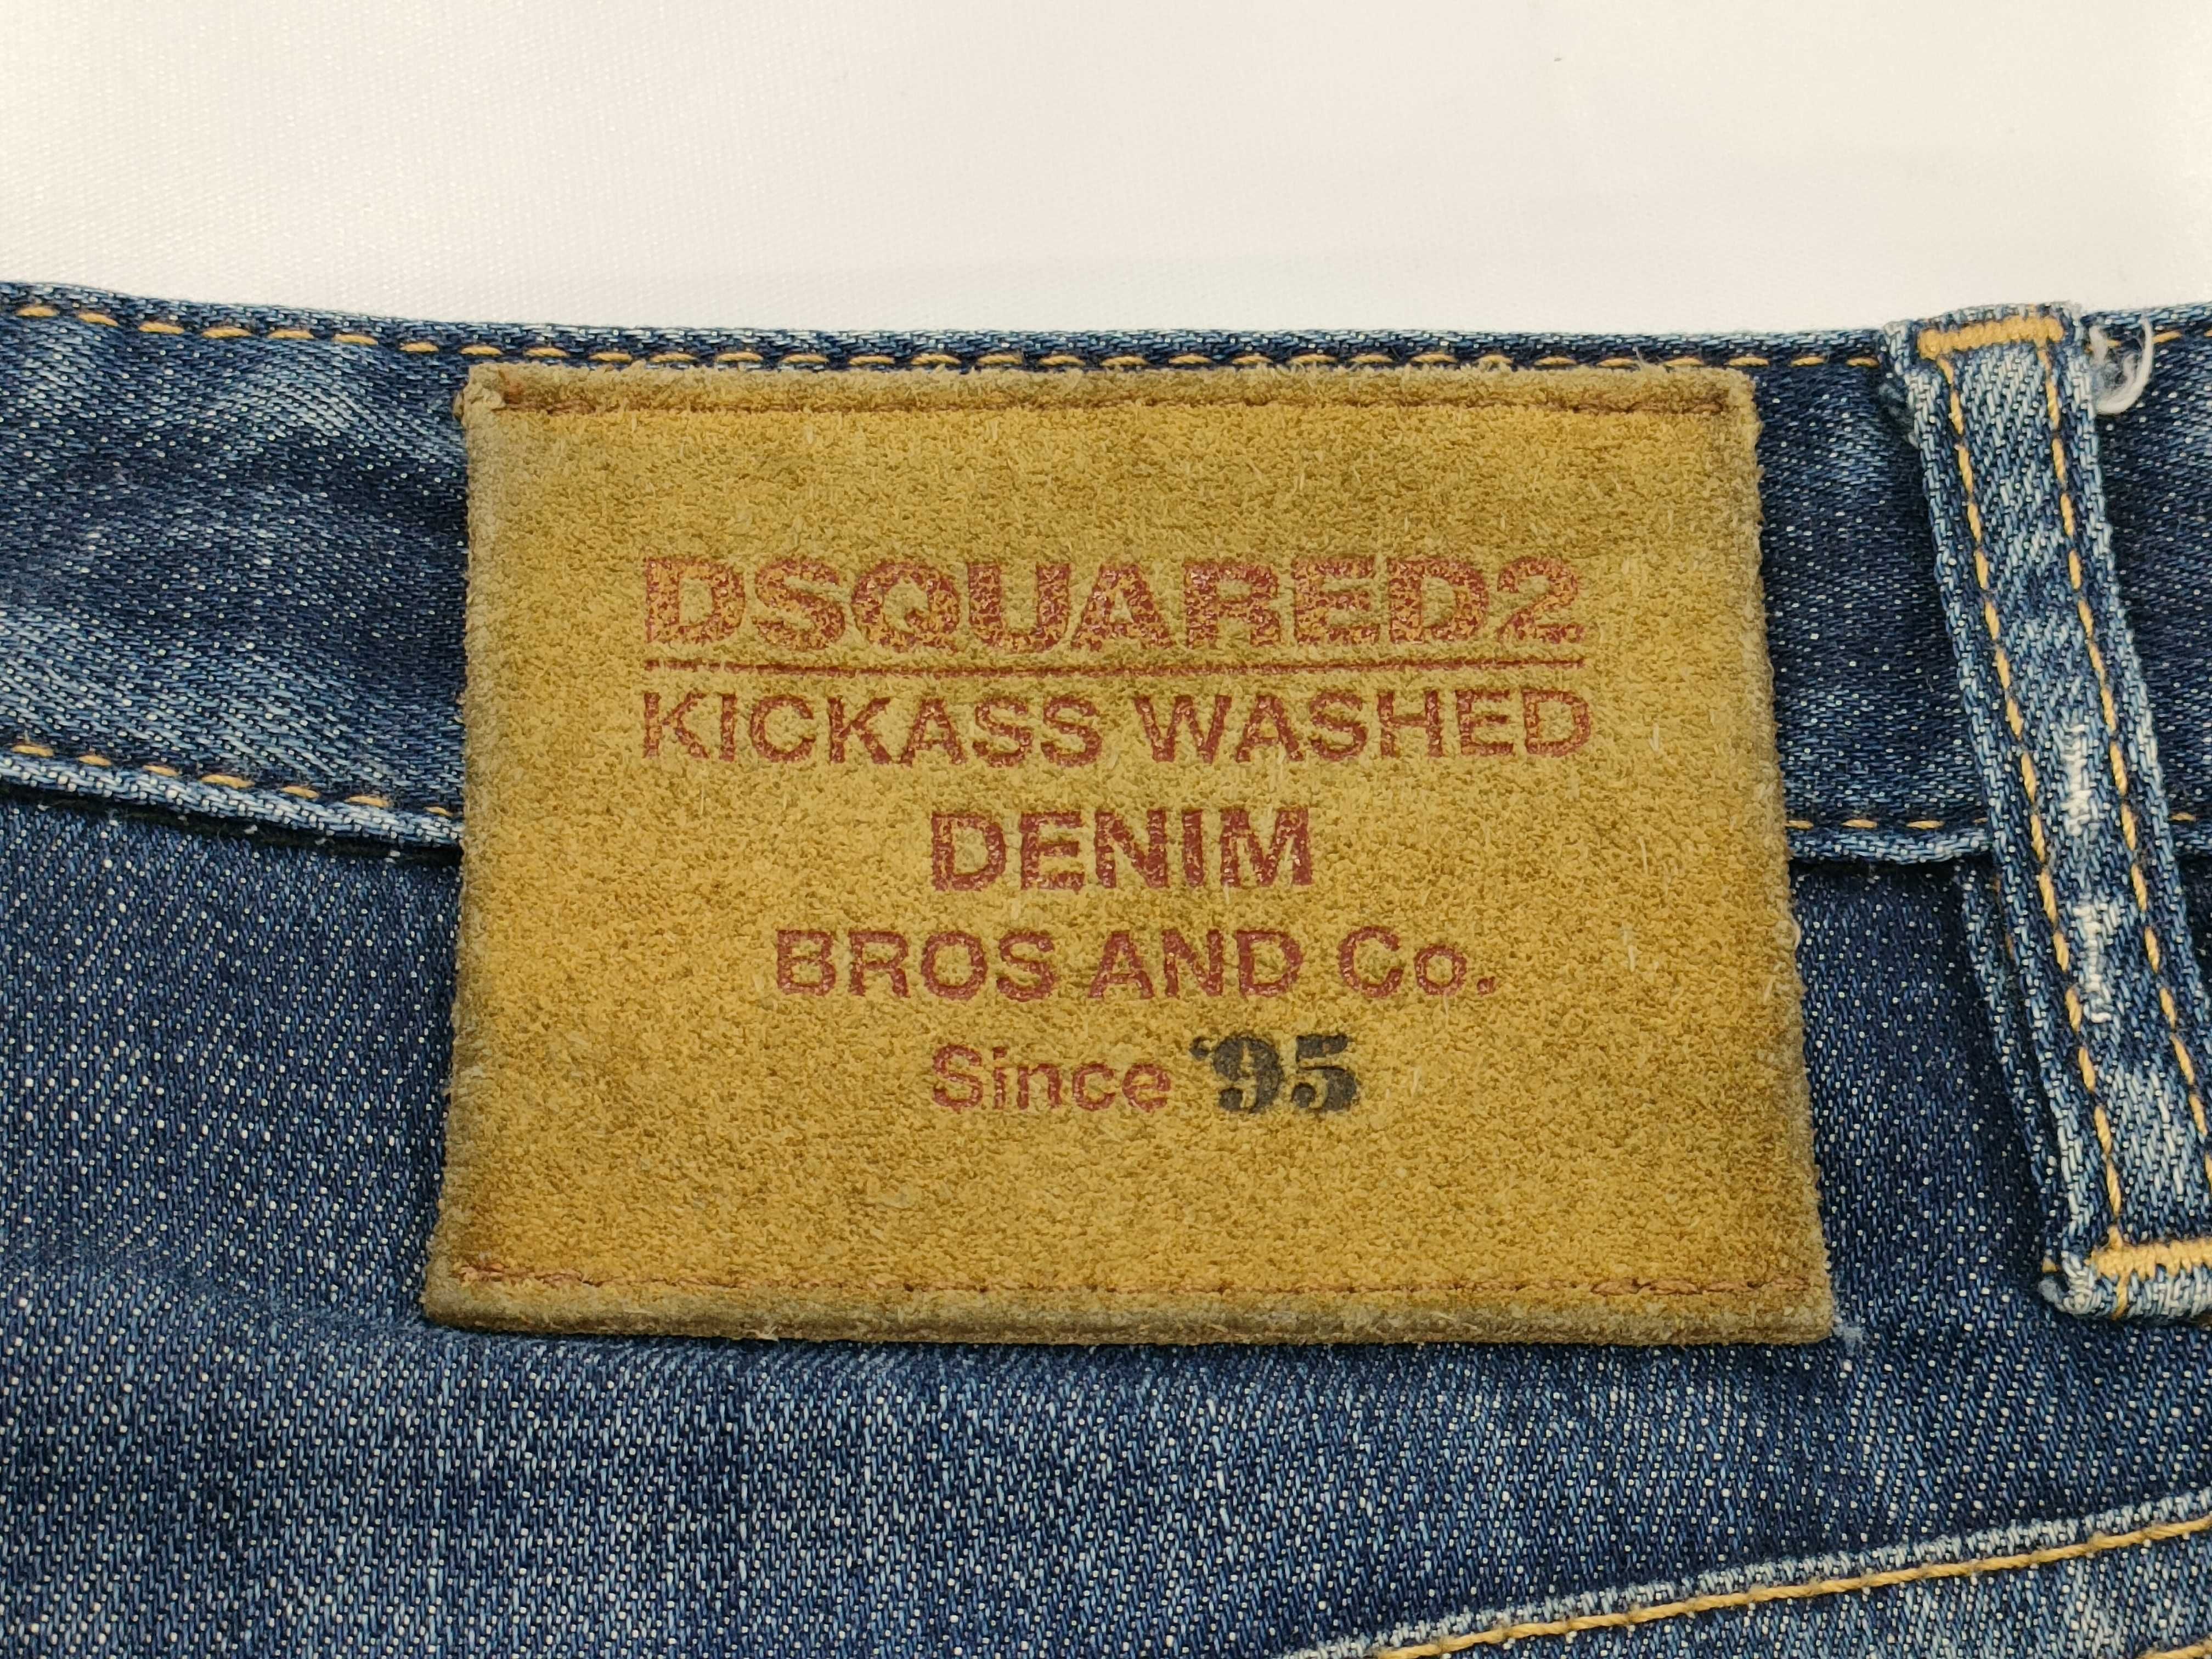 DSQUARED2
KICKASS WASHED
DENIM
BROS AND Co.
Since '95